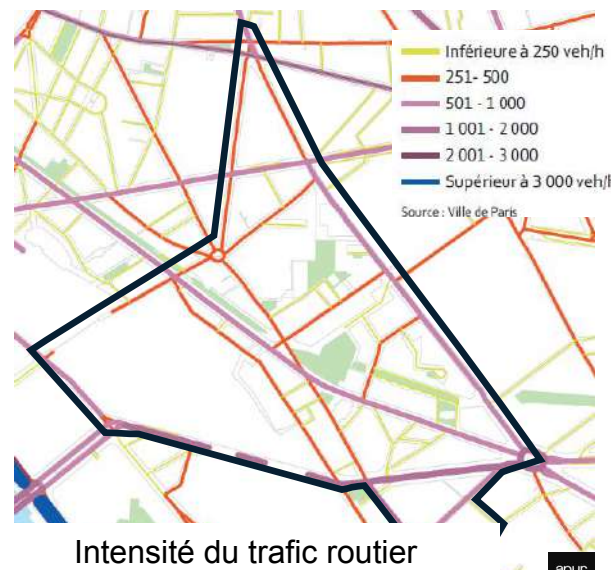 Inférieure à 250 veh/h
251- 500
501 - 1 000
1 001 - 2 000
2 001 - 3 000
Supérieur à 3 000 veh/h
Source : Ville de Paris
Intensité du trafic routier
apur